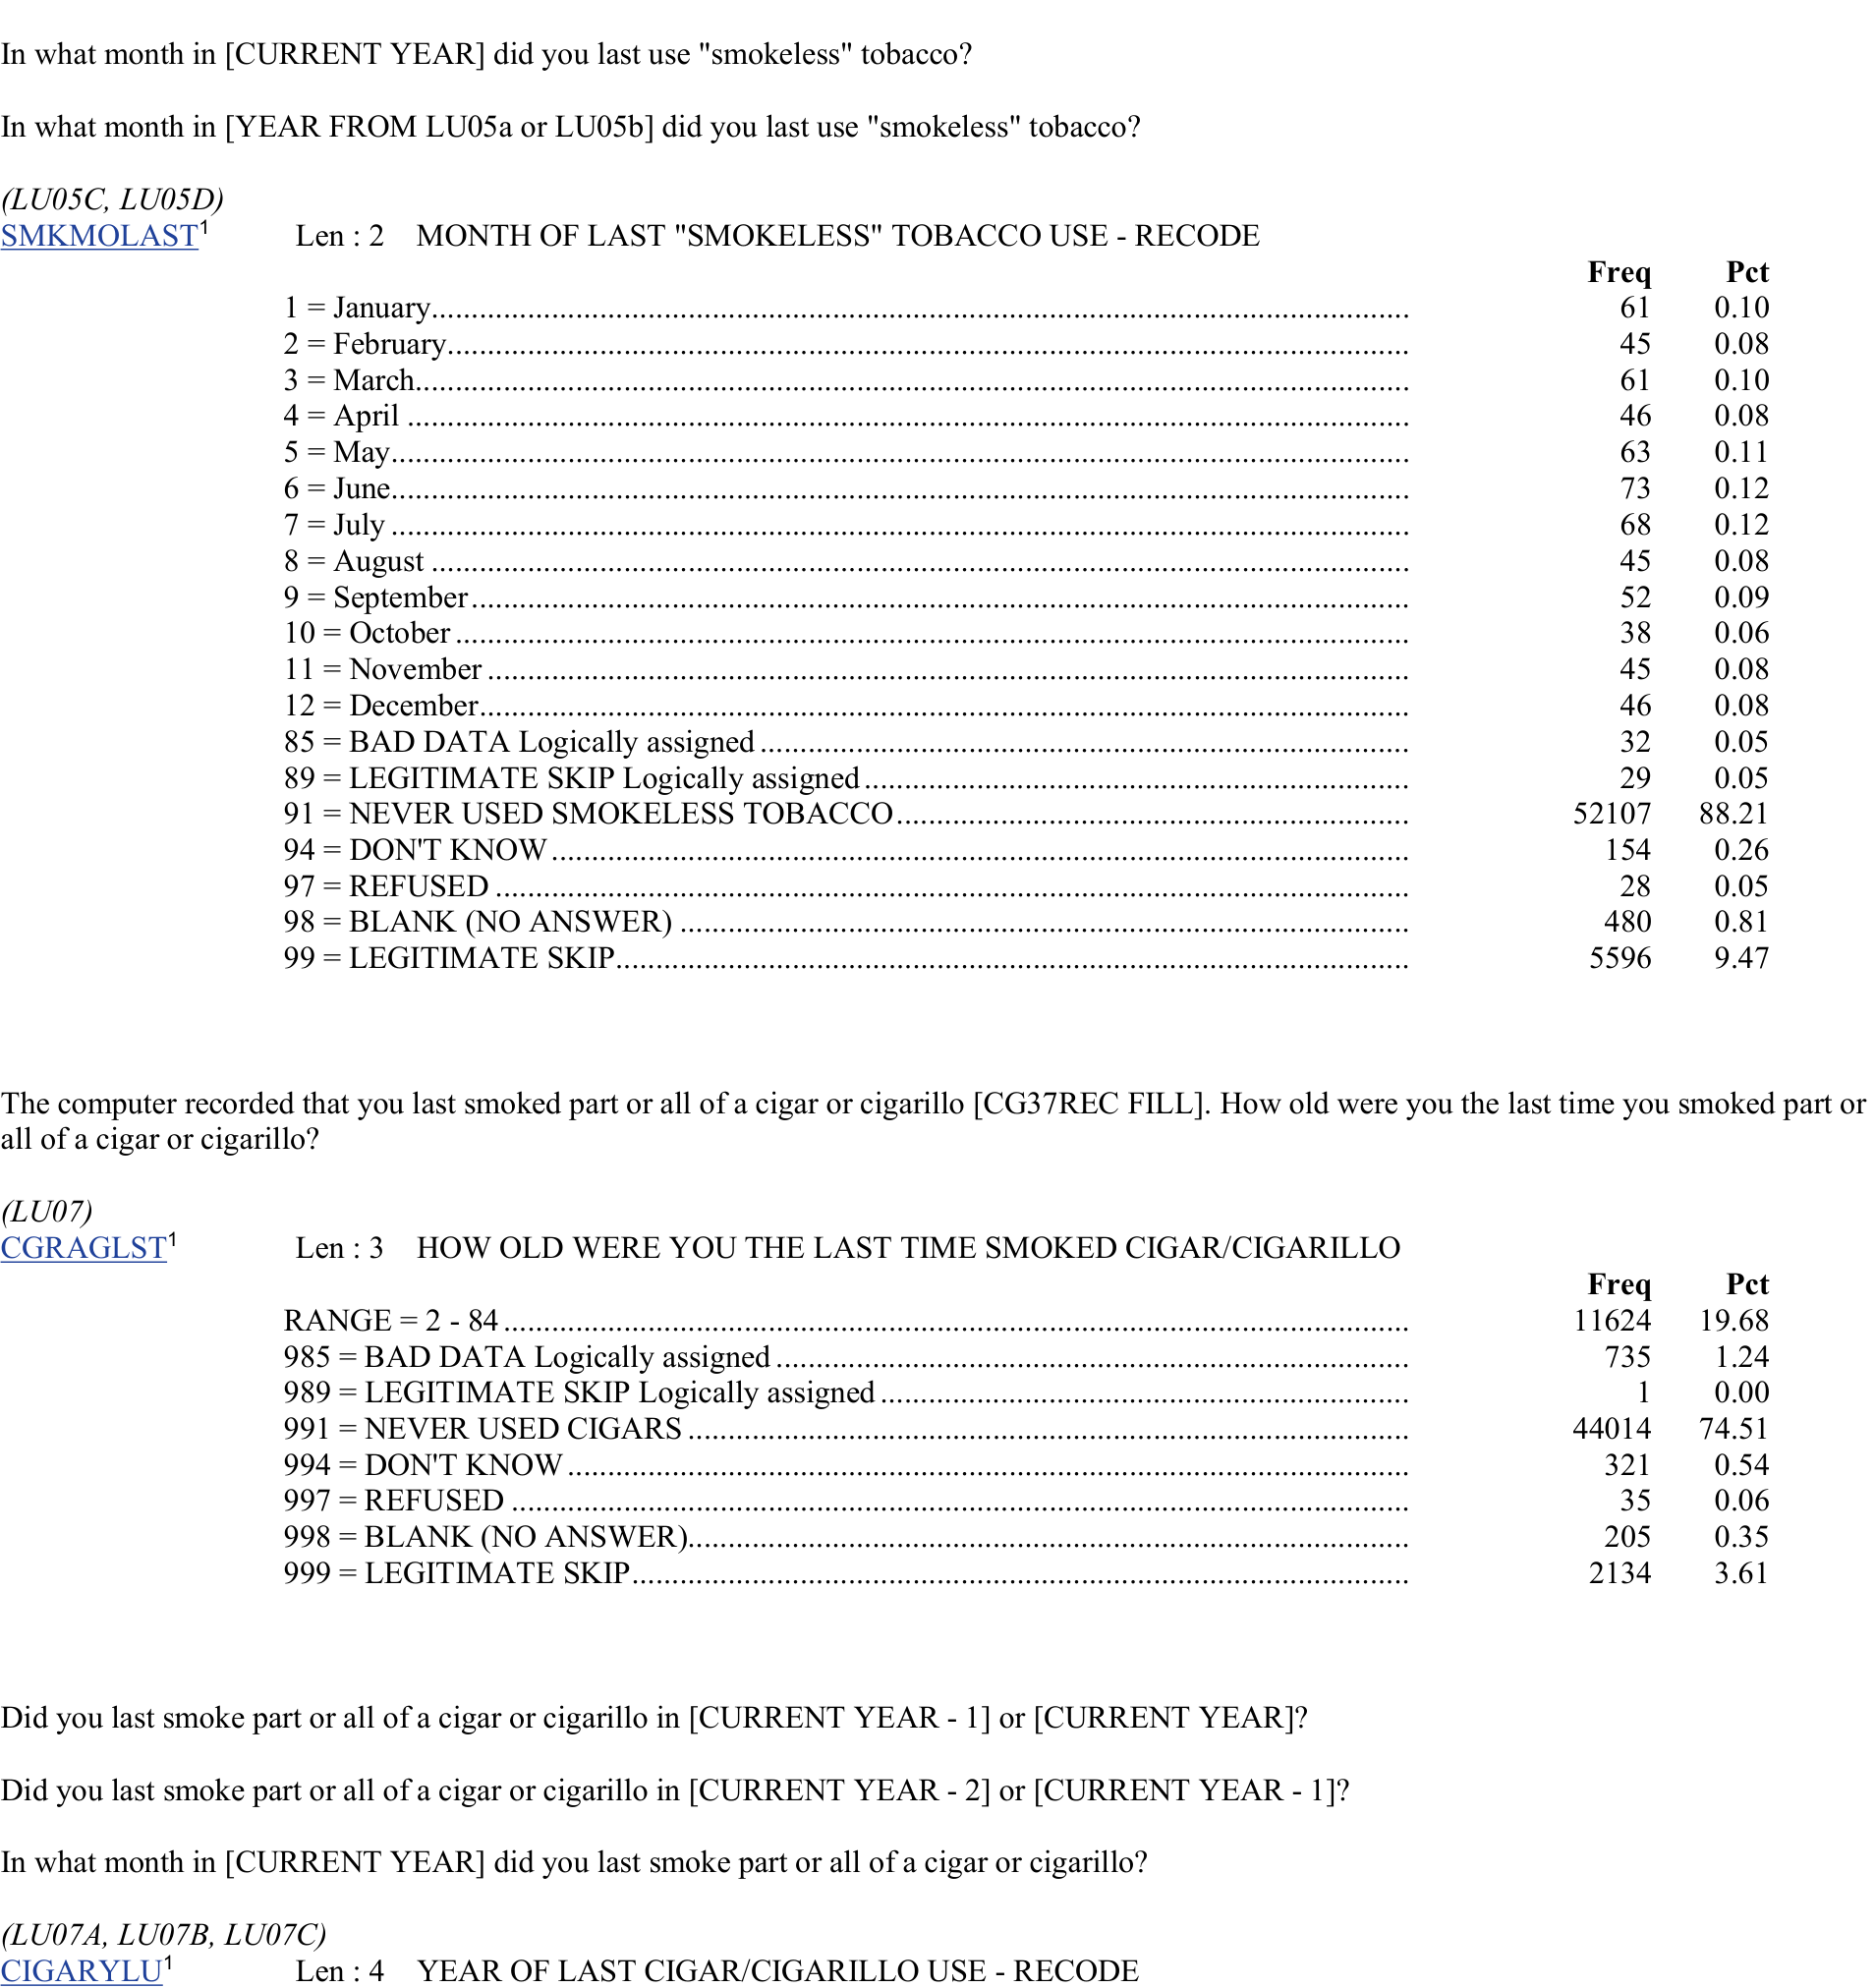 In what month in [CURRENT YEAR] did you last use "smokeless" tobacco?
In what month in [YEAR FROM LU05a or LU05b] did you last use "smokeless" tobacco?
(LU05C, LU05D)
SMKMOLAST1 Len : 2 MONTH OF LAST "SMOKELESS" TOBACCO USE - RECODE
Freq Pct
1 = January 61 0.10
2 = February 45 0.08
3 = March 61 0.10
4 = April 46 0.08
5 = May 63 0.11
6 = June 73 0.12
7 = July 68 0.12
8 = August 45 0.08
9 = September 52 0.09
10 = October 38 0.06
11 = November 45 0.08
12 = December 46 0.08
85 = BAD DATA Logically assigned 32 0.05
89 = LEGITIMATE SKIP Logically assigned 29 0.05
91 = NEVER USED SMOKELESS TOBACCO 52107 88.21
94 = DON'T KNOW 154 0.26
97 = REFUSED 28 0.05
98 = BLANK (NO ANSWER) 480 0.81
99 = LEGITIMATE SKIP 5596 9.47
The computer recorded that you last smoked part or all of a cigar or cigarillo [CG37REC FILL]. How old were you the last time you smoked part or
all of a cigar or cigarillo?
(LU07)
CGRAGLST1 Len : 3 HOW OLD WERE YOU THE LAST TIME SMOKED CIGAR/CIGARILLO
Freq Pct
RANGE = 2 - 84 11624 19.68
985 = BAD DATA Logically assigned 735 1.24
989 = LEGITIMATE SKIP Logically assigned 1 0.00
991 = NEVER USED CIGARS 44014 74.51
994 = DON'T KNOW 321 0.54
997 = REFUSED 35 0.06
998 = BLANK (NO ANSWER) 205 0.35
999 = LEGITIMATE SKIP 2134 3.61
Did you last smoke part or all of a cigar or cigarillo in [CURRENT YEAR - 1] or [CURRENT YEAR]?
Did you last smoke part or all of a cigar or cigarillo in [CURRENT YEAR - 2] or [CURRENT YEAR - 1]?
In what month in [CURRENT YEAR] did you last smoke part or all of a cigar or cigarillo?
(LU07A, LU07B, LU07C)
CIGARYLU1 Len : 4 YEAR OF LAST CIGAR/CIGARILLO USE - RECODE